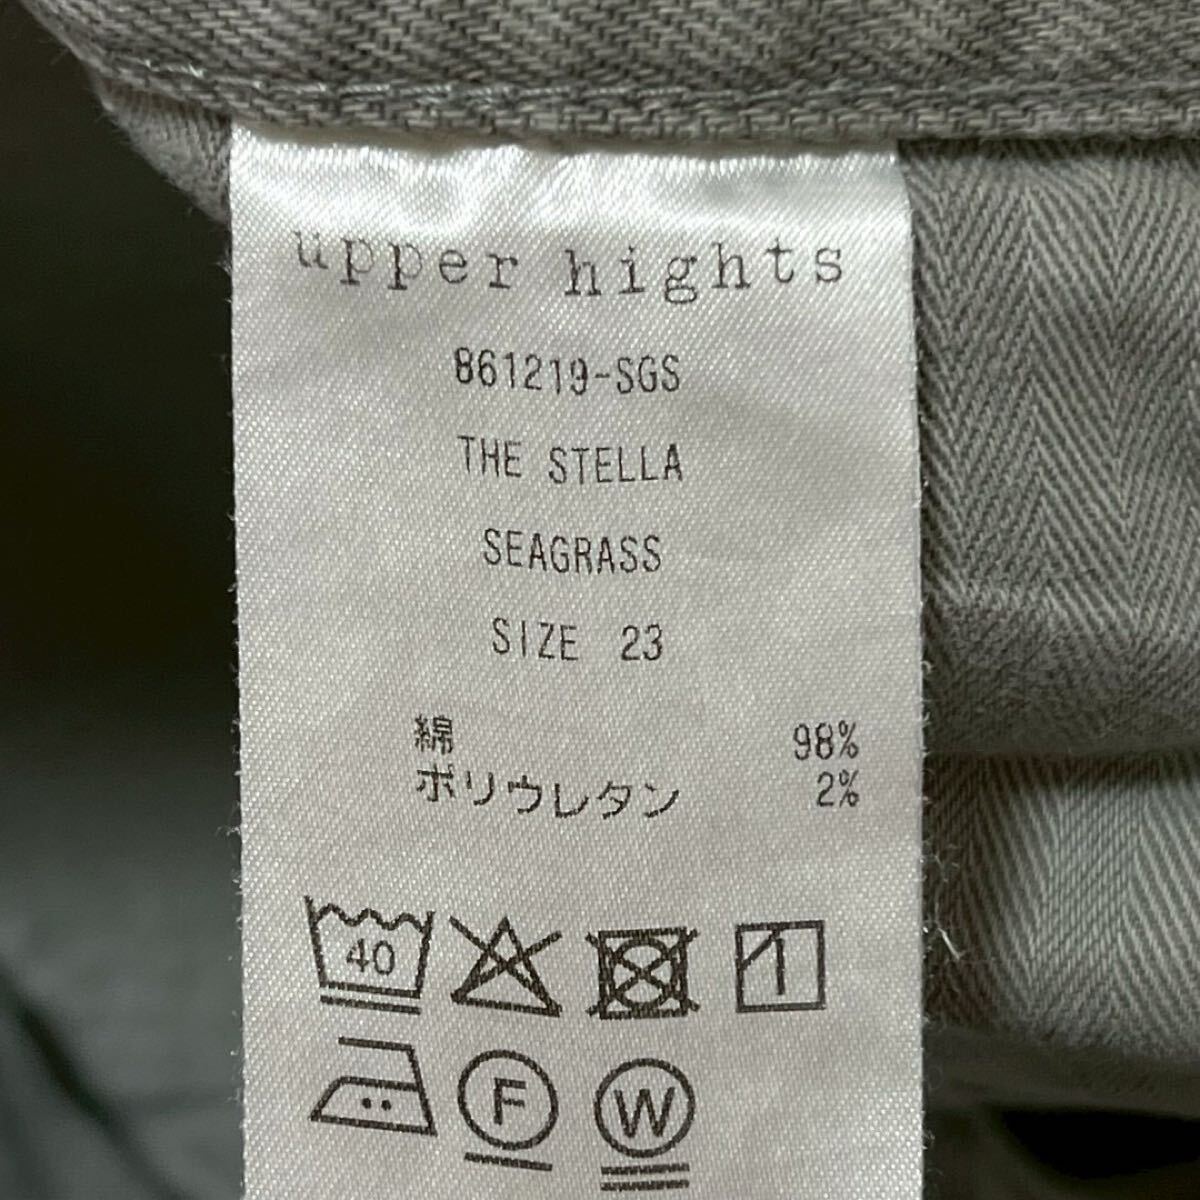 upper hights
861219-SGS
THE STELLA
SEAGRASS
SIZE 23
綿 98%
ポリウレタン 2%
40
F W